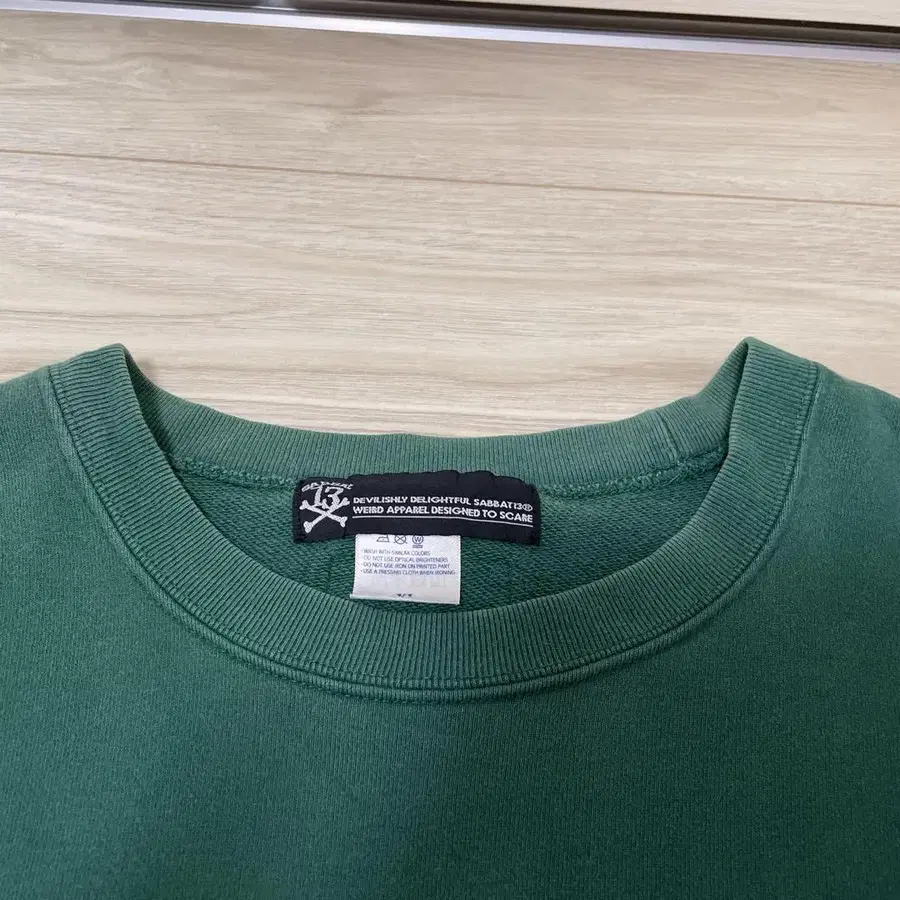 SABBAT
13
DEVILISHLY DELIGHTFUL SABBAT13®
WEIRD APPAREL DESIGNED TO SCARE
W
·WASH WITH SIMILAR COLORS
·DO NOT USE OPTICAL BRIGHTENERS
·DO NOT USE IRON ON PRINTED PART
·USE A PRESSING CLOTH WHEN IRONING